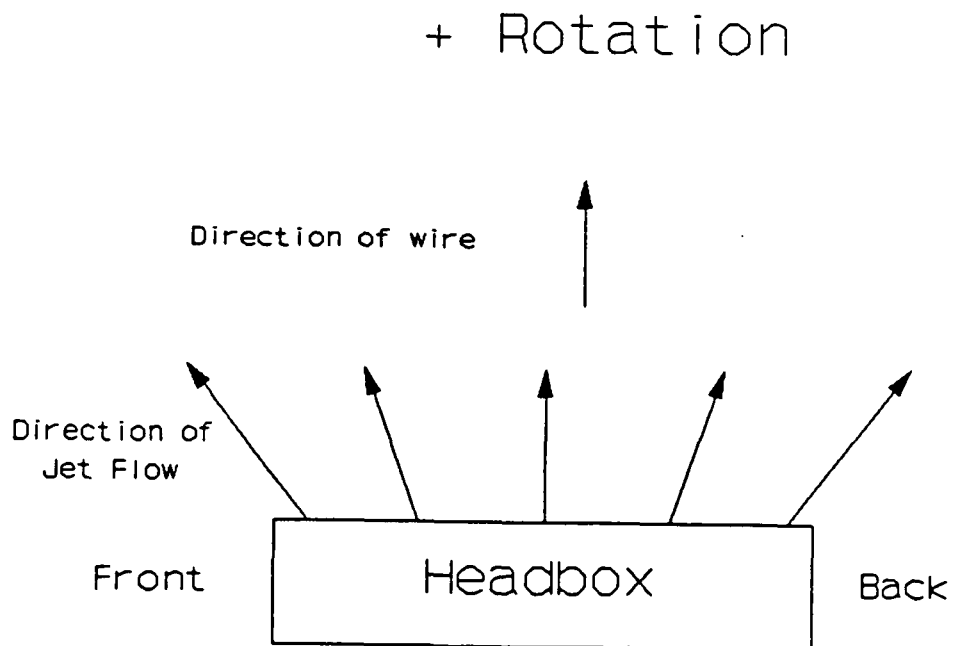 + Rotation
Direction of wire
Direction of
Jet Flow
Front
Headbox
Back